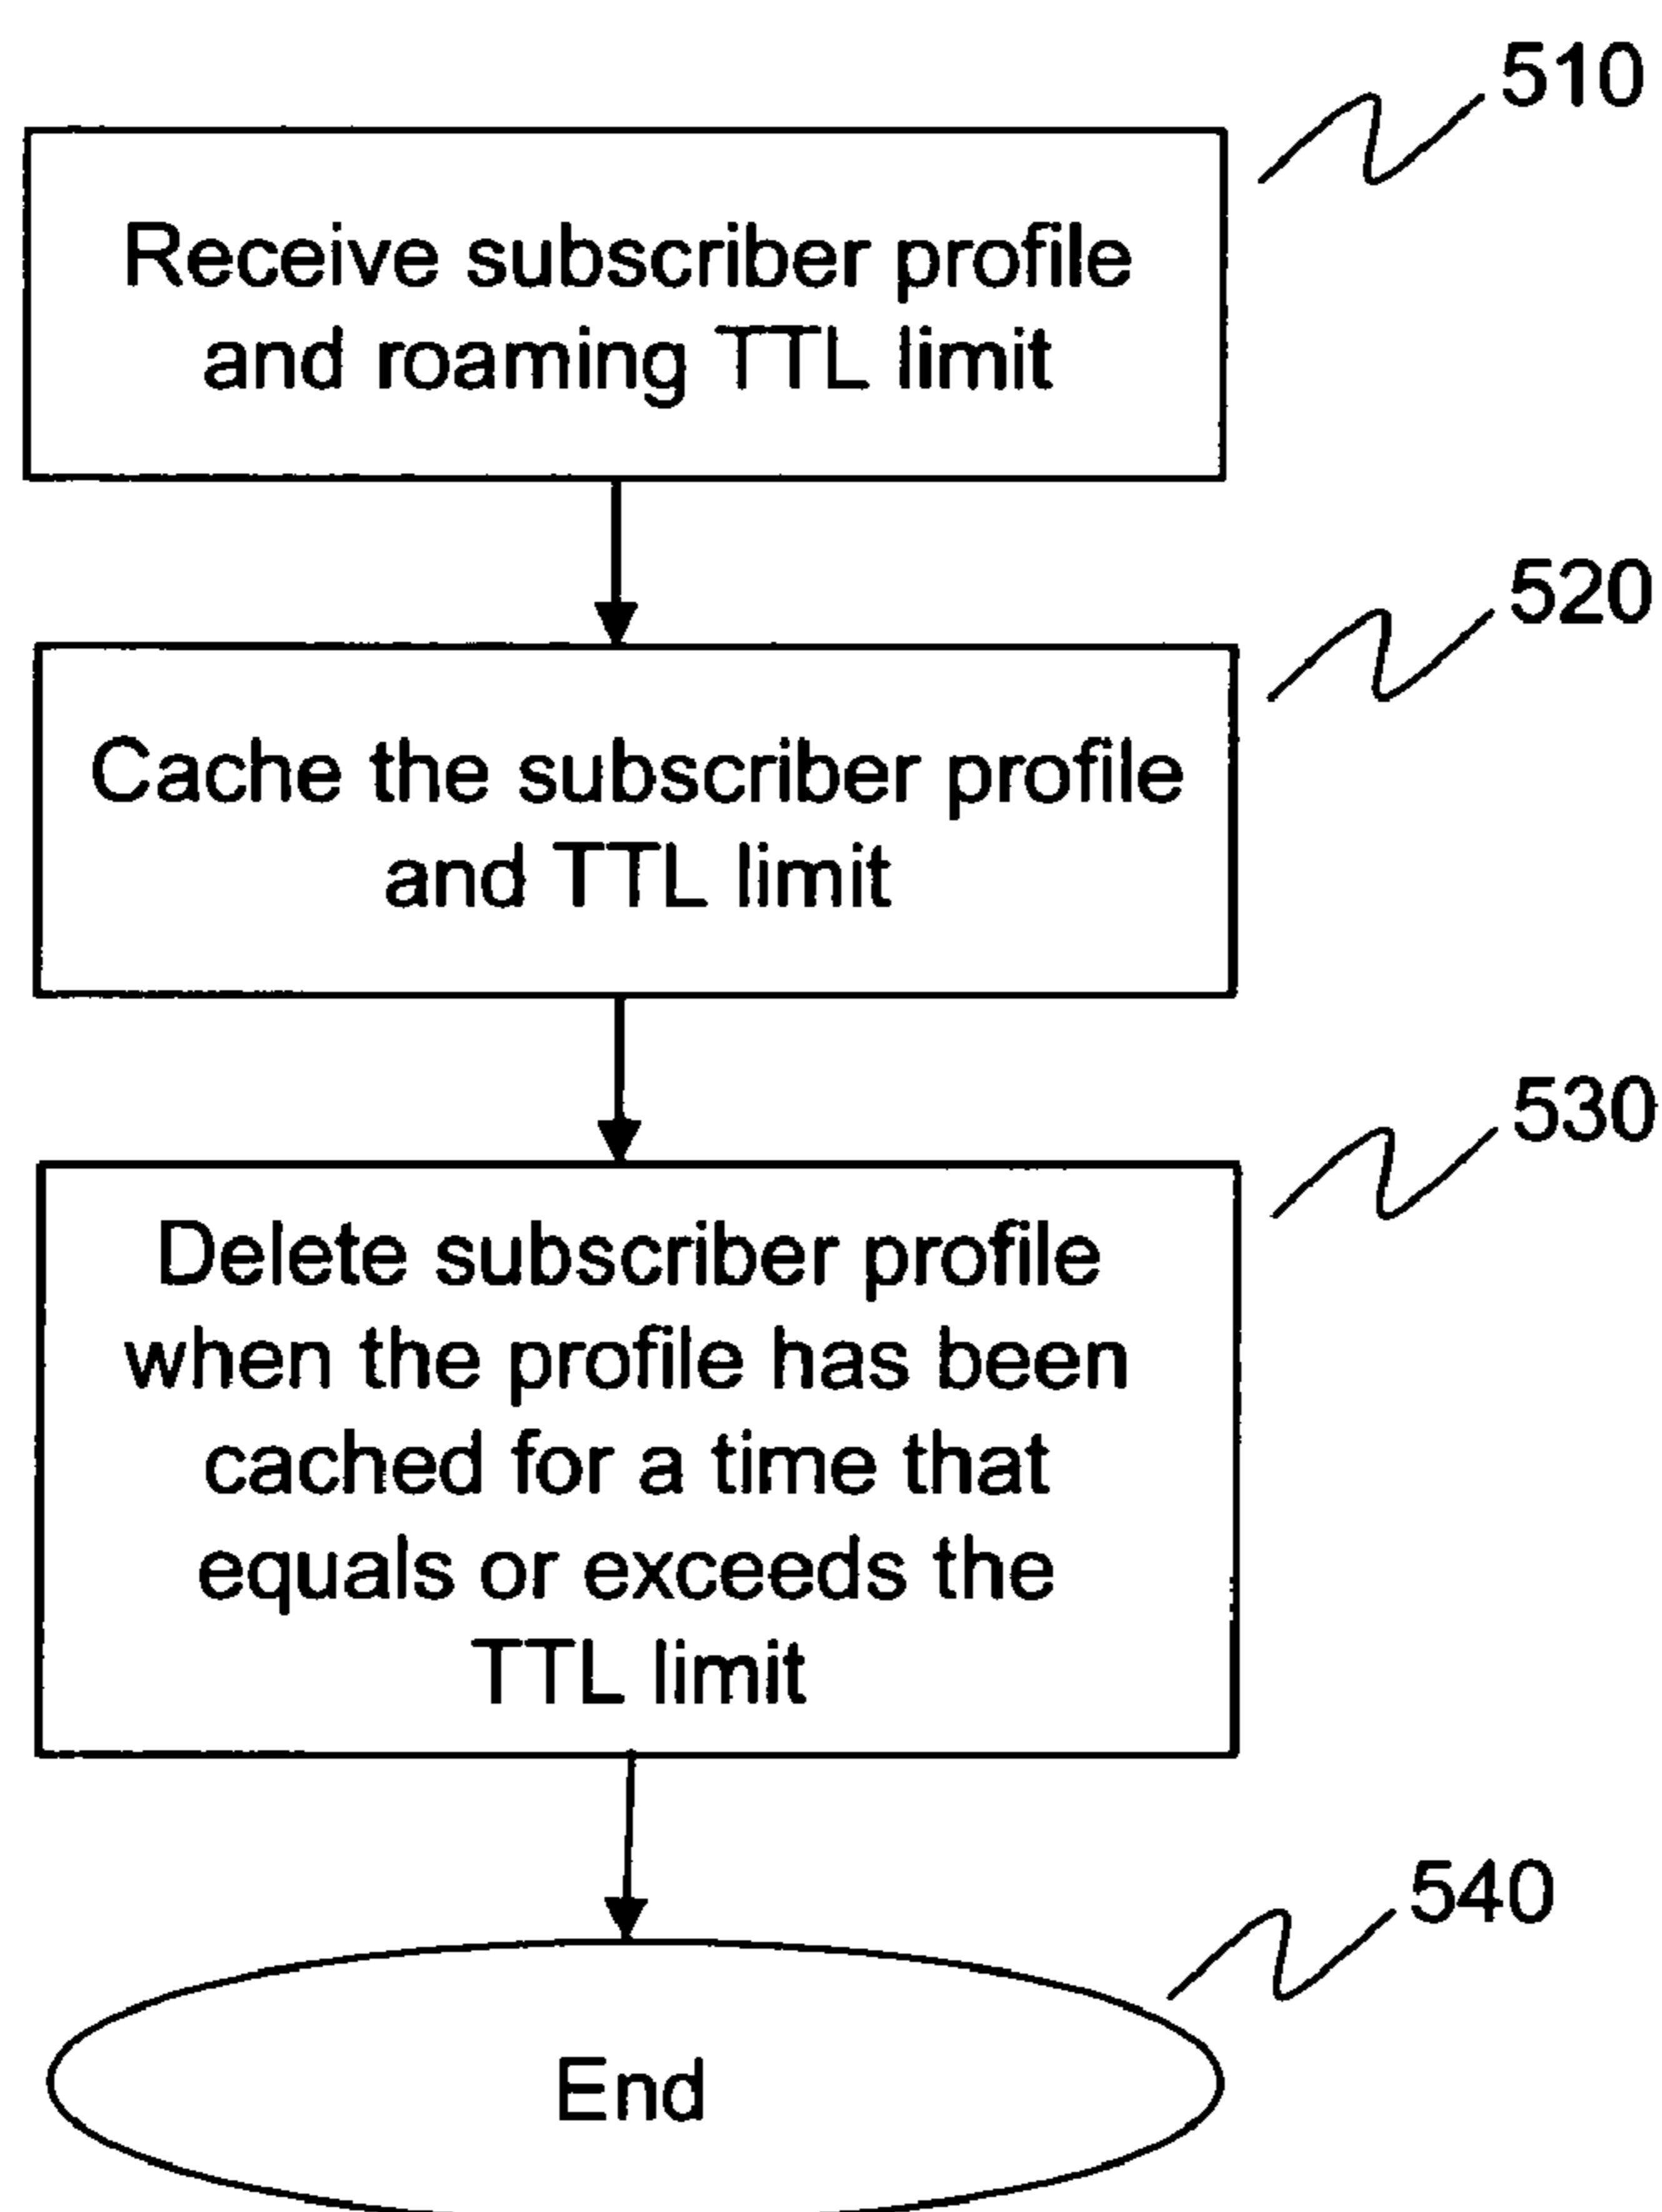 510
Receive subscriber profile
and roaming TTL limit
520
Cache the subscriber profile
and TTL limit
530
Delete subscriber profile
when the profile has been
cached for a time that
equals or exceeds the
TTL limit
540
End